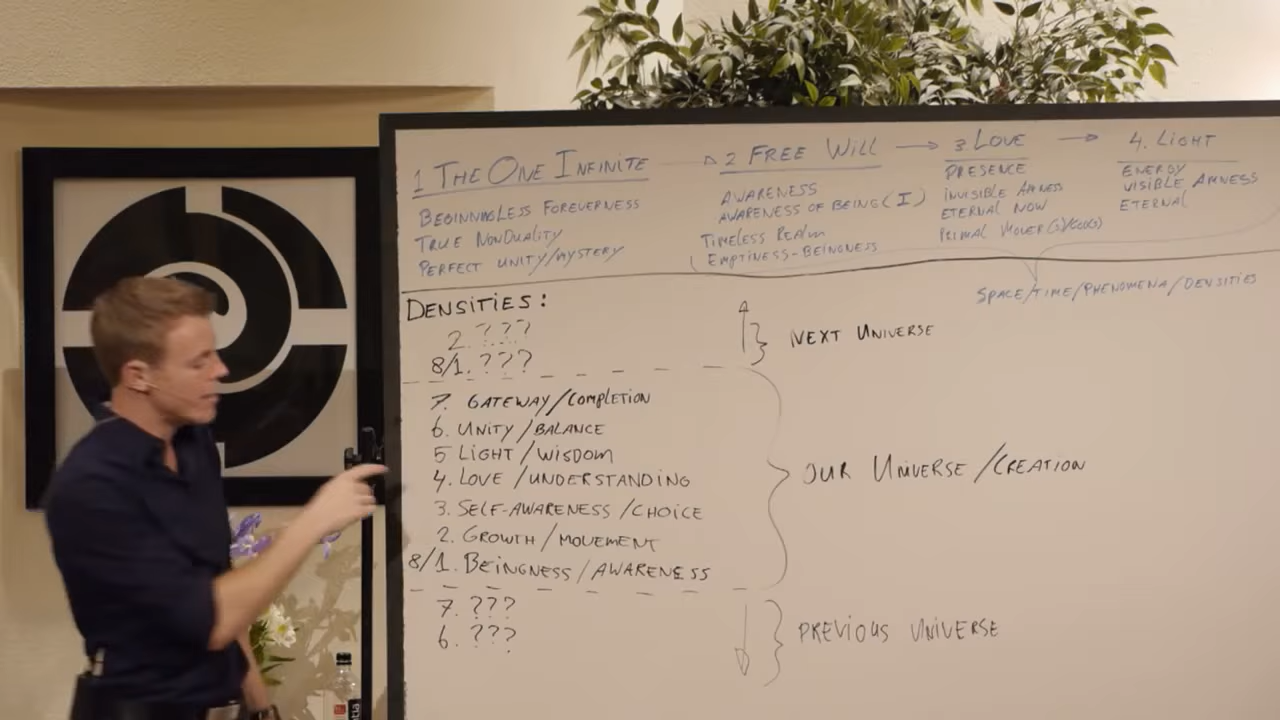 1 THE ONE INFINITE
BEGINNINGLESS FOREVERNESS
TRUE NONDUALITY
PERFECT UNITY/MYSTERY
2 FREE WILL
AWARENESS
AWARENESS OF BEING (I)
TIMELESS REALM
EMPTINESS-BEINGNESS
3 LOVE
PRESENCE
INVISIBLE AMNESS
ETERNAL NOW
PRIMAL MOVER(S)/
4. LIGHT
ENERGY
VISIBLE AMNESS
ETERNAL
SPACE/TIME/PHENOMENA/DENSITIES
DENSITIES:
2. ???
8/1. ???
NEXT UNIVERSE
7. GATEWAY/COMPLETION
6. UNITY/BALANCE
5 LIGHT/WISDOM
4. LOVE/UNDERSTANDING
3. SELF-AWARENESS/CHOICE
2. GROWTH/MOVEMENT
8/1. BEINGNESS/AWARENESS
OUR UNIVERSE/CREATION
7. ???
6. ???
PREVIOUS UNIVERSE